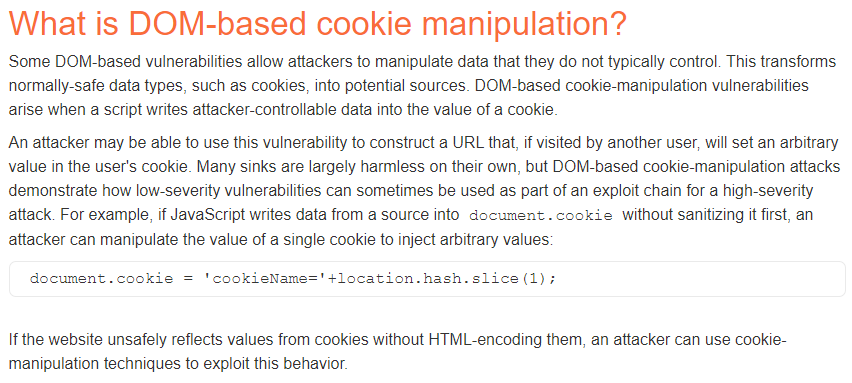 What is DOM-based cookie manipulation?
Some DOM-based vulnerabilities allow attackers to manipulate data that they do not typically control. This transforms
normally-safe data types, such as cookies, into potential sources. DOM-based cookie-manipulation vulnerabilities
arise when a script writes attacker-controllable data into the value of a cookie.
An attacker may be able to use this vulnerability to construct a URL that, if visited by another user, will set an arbitrary
value in the user's cookie. Many sinks are largely harmless on their own, but DOM-based cookie-manipulation attacks
demonstrate how low-severity vulnerabilities can sometimes be used as part of an exploit chain for a high-severity
attack. For example, if JavaScript writes data from a source into document.cookie without sanitizing it first, an
attacker can manipulate the value of a single cookie to inject arbitrary values:
document.cookie = 'cookieName='+location.hash.slice(1);
If the website unsafely reflects values from cookies without HTML-encoding them, an attacker can use cookie-
manipulation techniques to exploit this behavior.